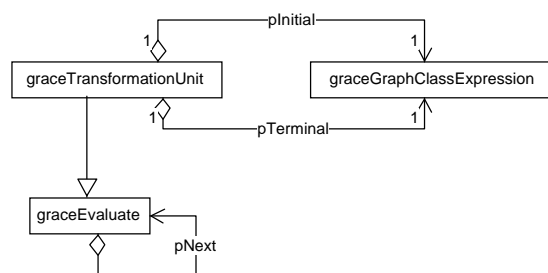 pInitial
1 1
graceTransformationUnit graceGraphClassExpression
1 1
pTerminal
graceEvaluate
pNext